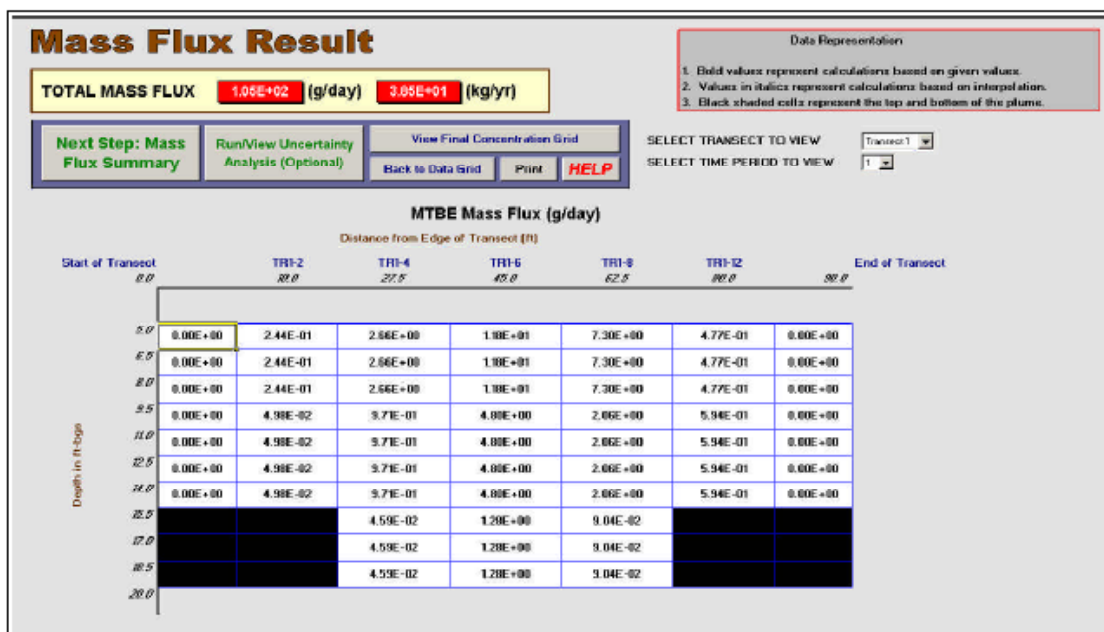 Mass Flux Result
TOTAL MASS FLUX 1.05E+02 (g/day) 3.85E+01 (kg/yr)
Data Representation
1. Bold values represent calculations based on given values.
2. Values in italics represent calculations based on interpolation.
3. Black shaded cells represent the top and bottom of the plume.
Next Step: Mass
Flux Summary
Run/View Uncertainty
Analysis (Optional)
View Final Concentration Grid
Back to Data Grid Print HELP
SELECT TRANSECT TO VIEW Transect 1
SELECT TIME PERIOD TO VIEW 1
MTBE Mass Flux (g/day)
Distance from Edge of Transect (ft)
Start of Transect TR1-2 TR1-4 TR1-6 TR1-8 TR1-12 End of Transect
0.0 10.0 27.5 45.0 62.5 80.0 90.0
Depth in ft-bgs
5.0
0.00E+00 2.44E-01 2.66E+00 1.18E+01 7.30E+00 4.77E-01 0.00E+00
6.5
0.00E+00 2.44E-01 2.66E+00 1.18E+01 7.30E+00 4.77E-01 0.00E+00
8.0
0.00E+00 2.44E-01 2.66E+00 1.18E+01 7.30E+00 4.77E-01 0.00E+00
9.5
0.00E+00 4.98E-02 9.71E-01 4.80E+00 2.06E+00 5.94E-01 0.00E+00
11.0
0.00E+00 4.98E-02 9.71E-01 4.80E+00 2.06E+00 5.94E-01 0.00E+00
12.5
0.00E+00 4.98E-02 9.71E-01 4.80E+00 2.06E+00 5.94E-01 0.00E+00
14.0
0.00E+00 4.98E-02 9.71E-01 4.80E+00 2.06E+00 5.94E-01 0.00E+00
15.5
4.59E-02 1.28E+00 9.04E-02
17.0
4.59E-02 1.28E+00 9.04E-02
18.5
4.59E-02 1.28E+00 9.04E-02
20.0